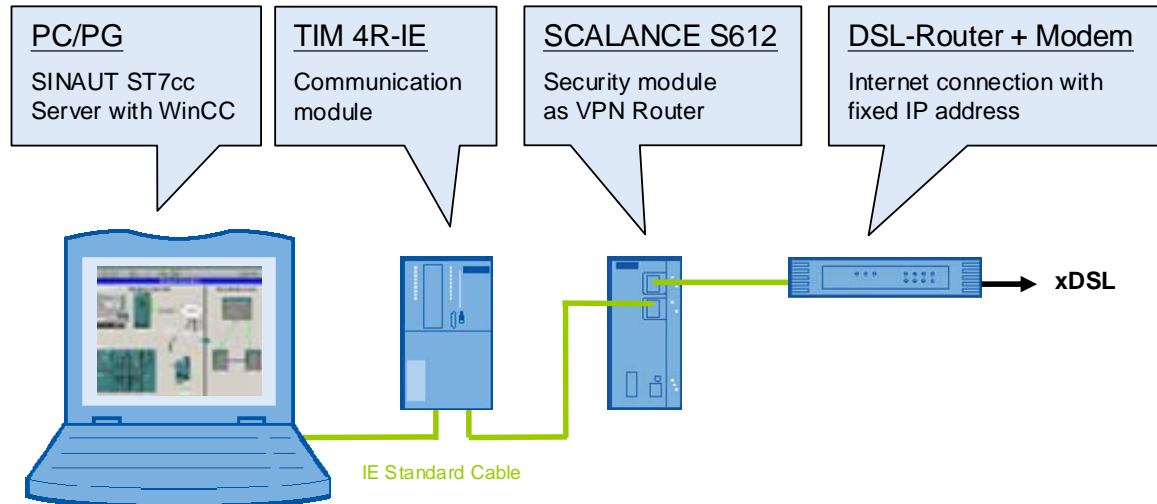 PC/PG
SINAUT ST7cc
Server with WinCC
TIM 4R-IE
Communication
module
SCALANCE S612
Security module
as VPN Router
DSL-Router + Modem
Internet connection with
fixed IP address
xDSL
IE Standard Cable